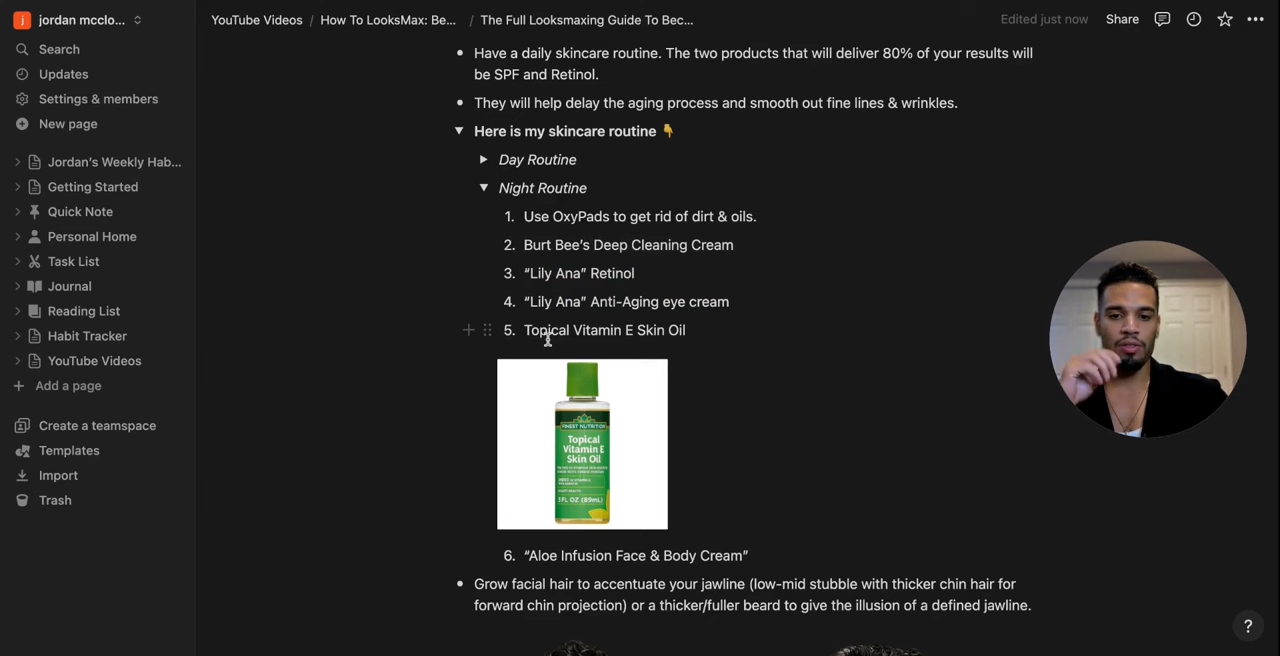 j jordan mcclo...
YouTube Videos / How To LooksMax: Be... / The Full Looksmaxing Guide To Bec...
Edited just now Share
Search
Updates
Settings & members
New page
Jordan's Weekly Hab...
Getting Started
Quick Note
Personal Home
Task List
Journal
Reading List
Habit Tracker
YouTube Videos
Add a page
Create a teamspace
Templates
Import
Trash
• Have a daily skincare routine. The two products that will deliver 80% of your results will
be SPF and Retinol.
• They will help delay the aging process and smooth out fine lines & wrinkles.
Here is my skincare routine 👇
Day Routine
Night Routine
1. Use OxyPads to get rid of dirt & oils.
2. Burt Bee's Deep Cleaning Cream
3. “Lily Ana” Retinol
4. “Lily Ana” Anti-Aging eye cream
5. Topical Vitamin E Skin Oil
FINEST NUTRITION
Topical
Vitamin E
Skin Oil
FL OZ (89mL)
6. “Aloe Infusion Face & Body Cream”
• Grow facial hair to accentuate your jawline (low-mid stubble with thicker chin hair for
forward chin projection) or a thicker/fuller beard to give the illusion of a defined jawline.
?